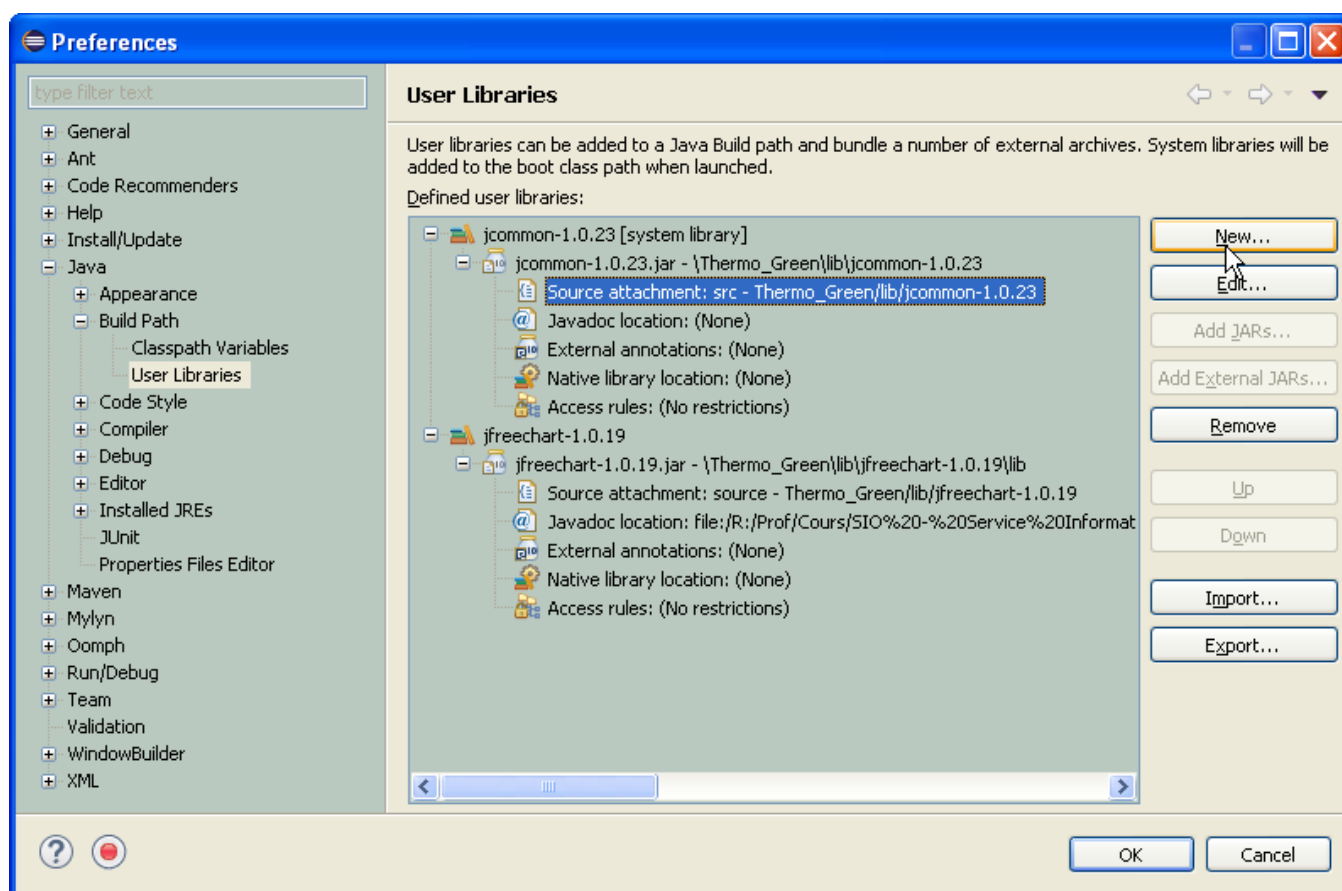 Preferences
type filter text
General
Ant
Code Recommenders
Help
Install/Update
Java
Appearance
Build Path
Classpath Variables
User Libraries
Code Style
Compiler
Debug
Editor
Installed JREs
JUnit
Properties Files Editor
Maven
Mylyn
Oomph
Run/Debug
Team
Validation
WindowBuilder
XML
User Libraries
User libraries can be added to a Java Build path and bundle a number of external archives. System libraries will be
added to the boot class path when launched.
Defined user libraries:
jcommon-1.0.23 [system library]
jcommon-1.0.23.jar - \Thermo_Green\lib\jcommon-1.0.23
Source attachment: src - Thermo_Green/lib/jcommon-1.0.23
Javadoc location: (None)
External annotations: (None)
Native library location: (None)
Access rules: (No restrictions)
jfreechart-1.0.19
jfreechart-1.0.19.jar - \Thermo_Green\lib\jfreechart-1.0.19\lib
Source attachment: source - Thermo_Green/lib/jfreechart-1.0.19
Javadoc location: file:/R:/Prof/Cours/SIO%20-%20Service%20Informat
External annotations: (None)
Native library location: (None)
Access rules: (No restrictions)
New...
Edit...
Add JARs...
Add External JARs...
Remove
Up
Down
Import...
Export...
?
OK
Cancel